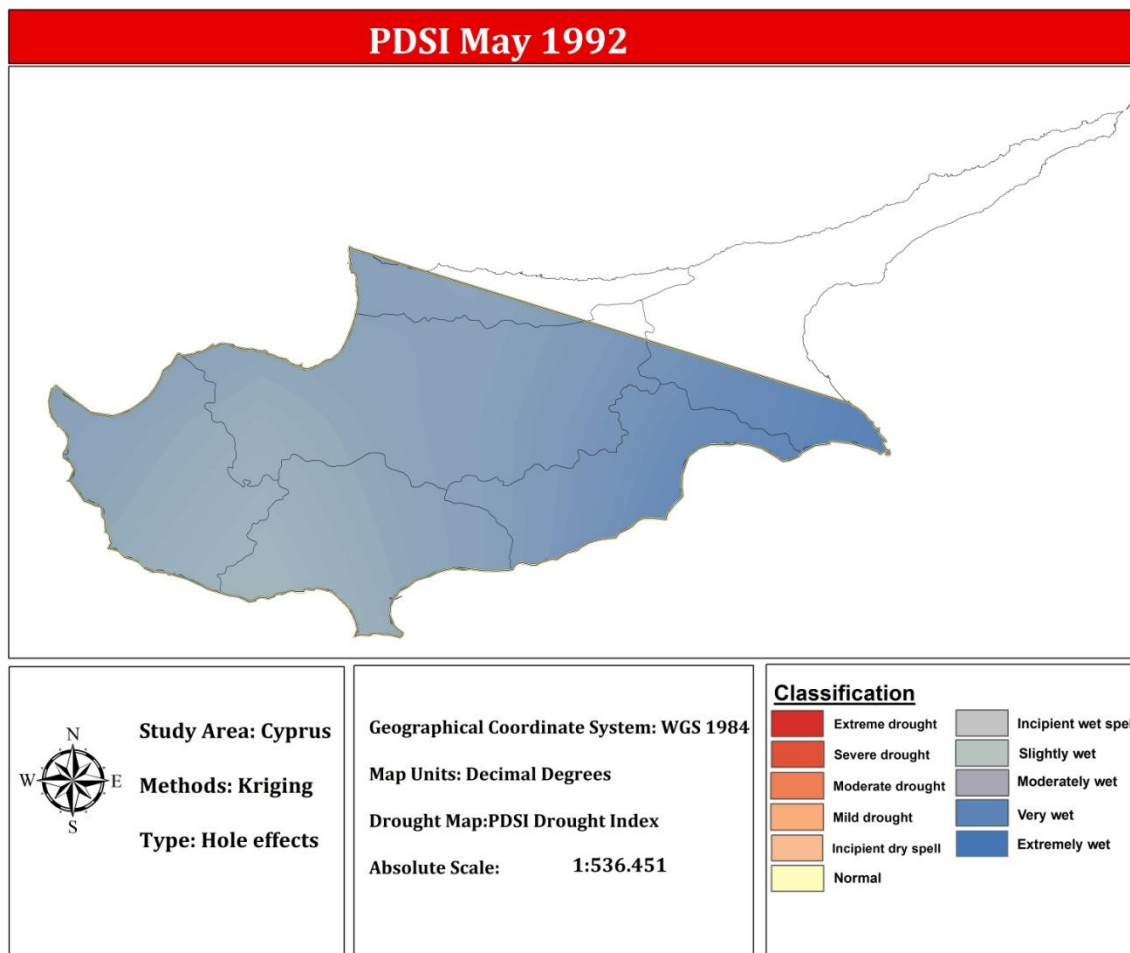 PDSI May 1992
N
W
E
S
Study Area: Cyprus
Methods: Kriging
Type: Hole effects
Geographical Coordinate System: WGS 1984
Map Units: Decimal Degrees
Drought Map:PDSI Drought Index
Absolute Scale: 1:536.451
Classification
Extreme drought
Severe drought
Moderate drought
Mild drought
Incipient dry spell
Normal
Incipient wet spel
Slightly wet
Moderately wet
Very wet
Extremely wet